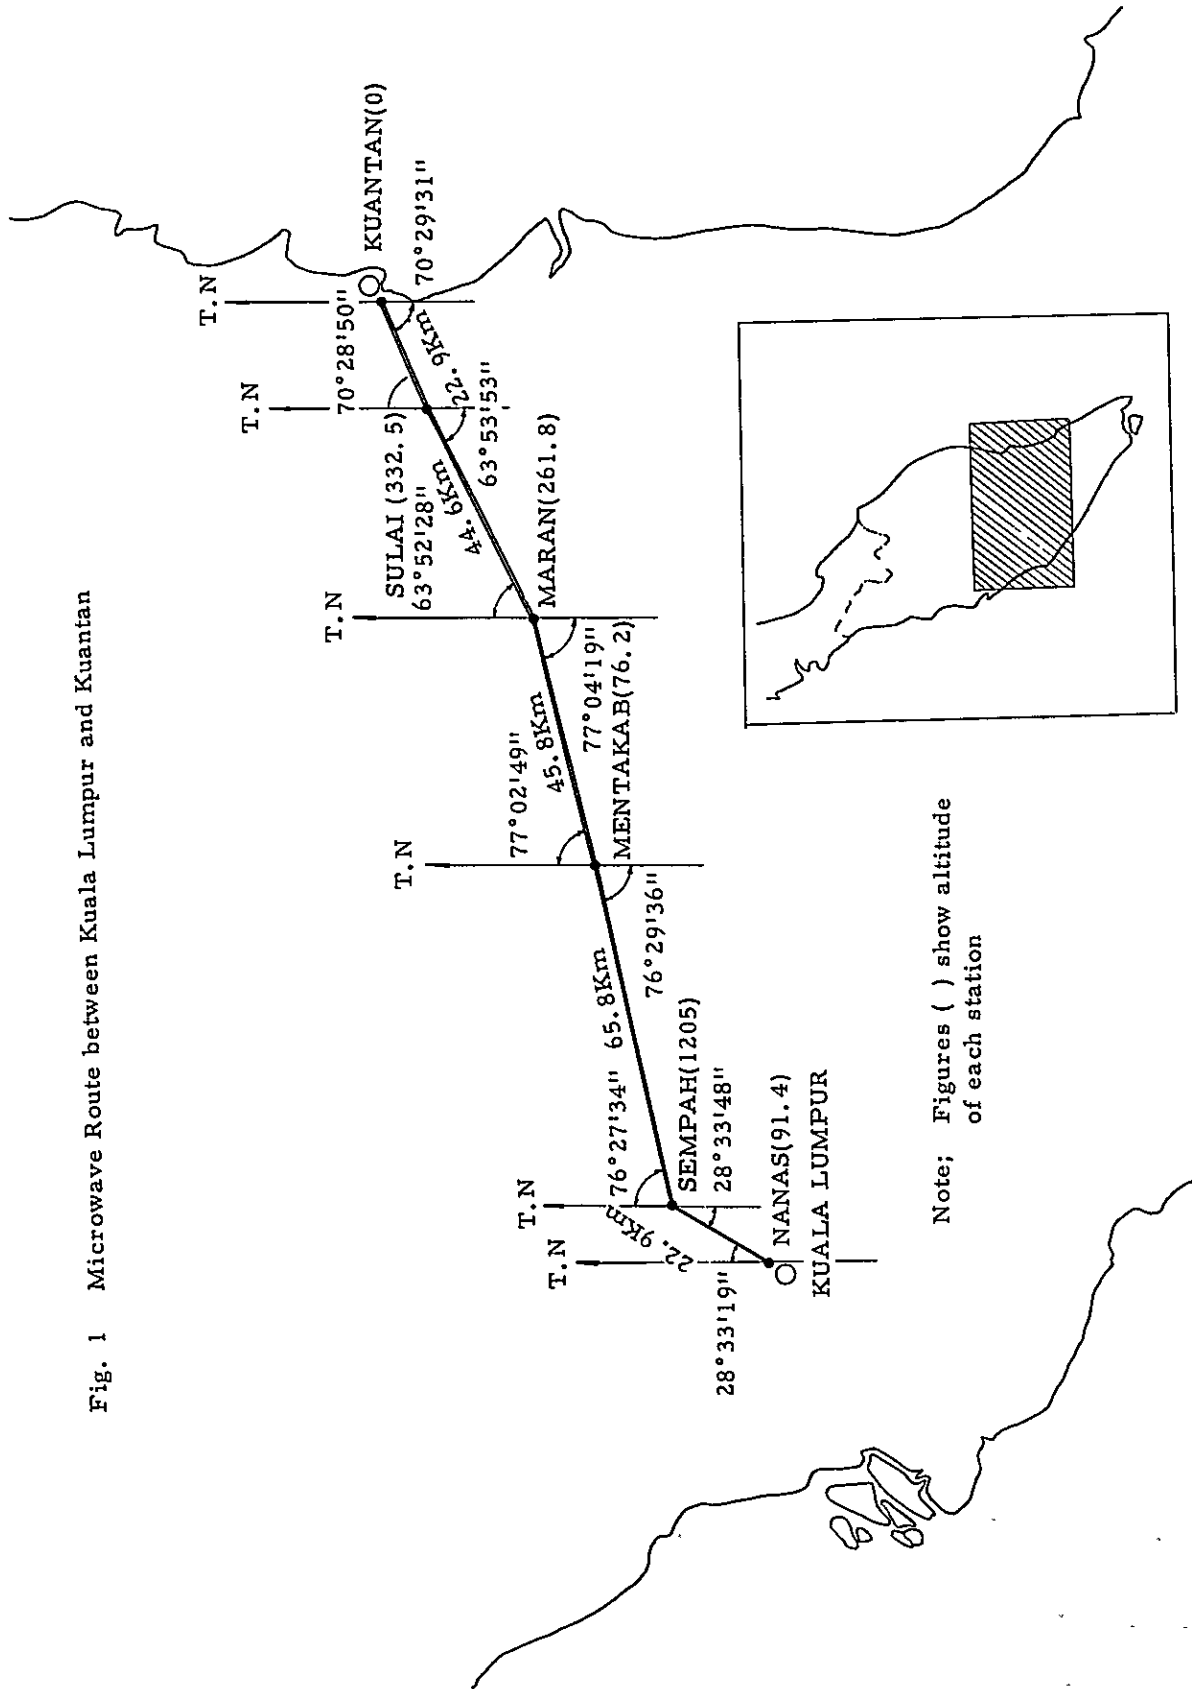 Fig. 1 Microwave Route between Kuala Lumpur and Kuantan
T.N
KUANTAN(0)
70°28'50"
70°29'31"
22.9Km
T.N
SULAI (332.5)
63°53'53"
63°52'28"
44.6Km
T.N
MARAN(261.8)
77°04'19"
77°02'49"
45.8Km
T.N
MENTAKAB(76.2)
76°29'36"
76°27'34"
65.8Km
T.N
SEMPAH(1205)
28°33'48"
22.9Km
T.N
28°33'19"
NANAS(91.4)
KUALA LUMPUR
Note; Figures ( ) show altitude
of each station